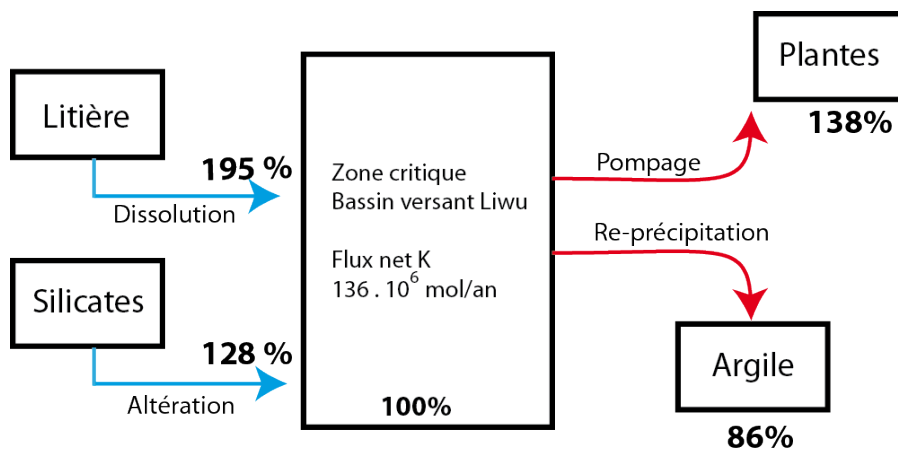 Plantes
138%
Litière
195 %
Dissolution
Zone critique
Bassin versant Liwu
Flux net K
136 . 10⁶ mol/an
100%
Pompage
Re-précipitation
Silicates
128 %
Altération
Argile
86%